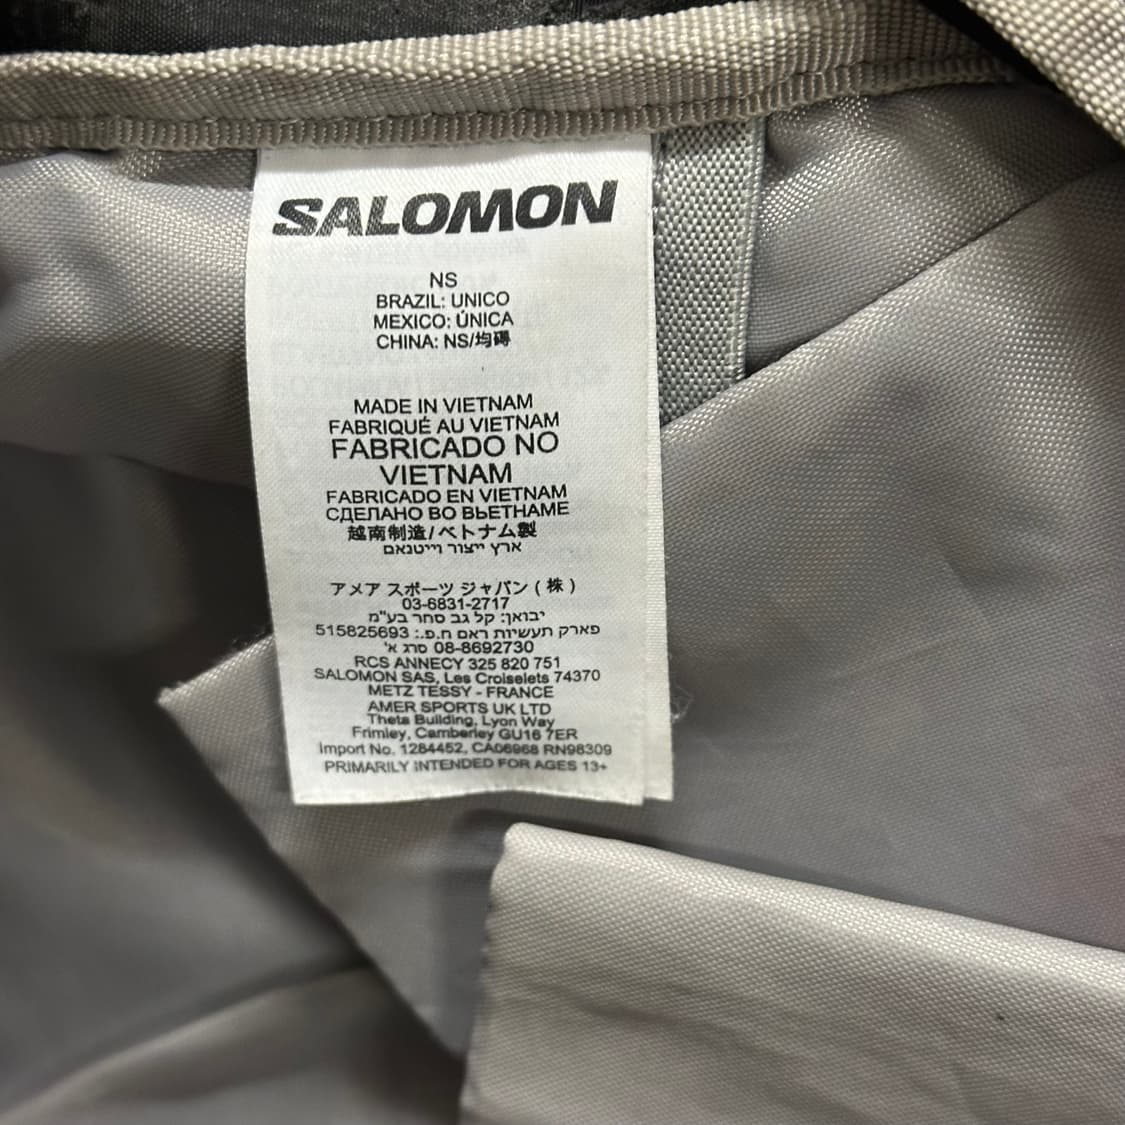 SALOMON
NS
BRAZIL: UNICO
MEXICO: ÚNICA
CHINA: NS/均碼
MADE IN VIETNAM
FABRIQUÉ AU VIETNAM
FABRICADO NO
VIETNAM
FABRICADO EN VIETNAM
СДЕЛАНО ВО ВЬЕТНАМЕ
越南制造/ベトナム製
ארץ ייצור וייטנאם
アメア スポーツ ジャパン (株)
03-6831-2717
יבואן: קל גב סחר בע"מ
פארק תעשיות ראם ח.פ.: 515825693
08-8692730 סרג א'
RCS ANNECY 325 820 751
SALOMON SAS, Les Croiselets 74370
METZ TESSY - FRANCE
AMER SPORTS UK LTD
Theta Building, Lyon Way
Frimley, Camberley GU16 7ER
Import No. 1284452, CA06968 RN98309
PRIMARILY INTENDED FOR AGES 13+